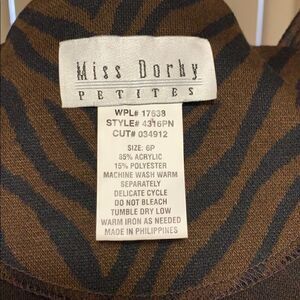 Miss Dorby
PETITES
WPL# 17638
STYLE# 4316PN
CUT# 034912
SIZE: 6P
85% ACRYLIC
15% POLYESTER
MACHINE WASH WARM
SEPARATELY
DELICATE CYCLE
DO NOT BLEACH
TUMBLE DRY LOW
WARM IRON AS NEEDED
MADE IN PHILIPPINES